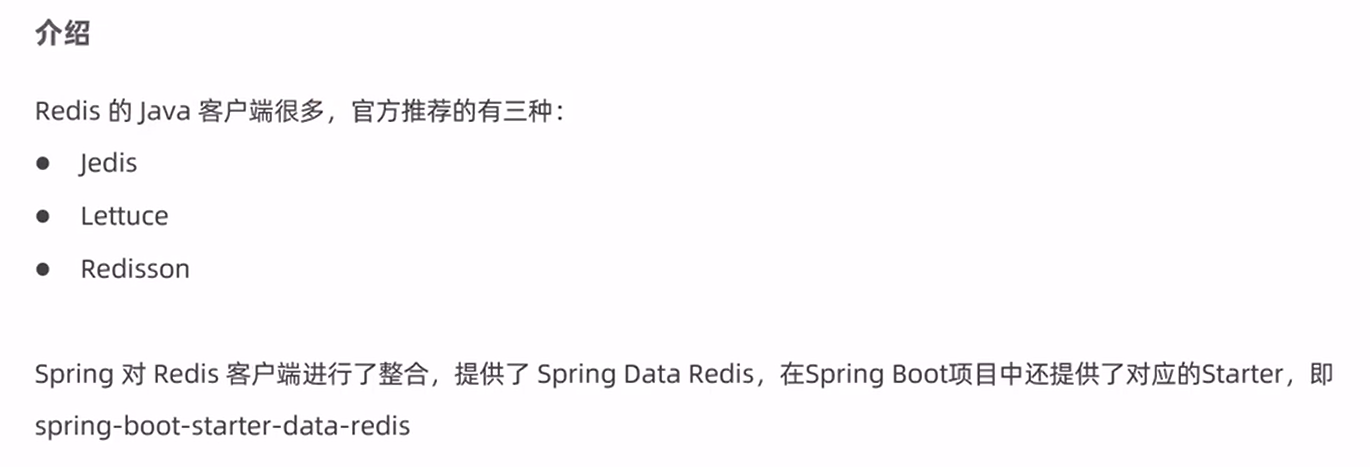 介绍
Redis 的 Java 客户端很多，官方推荐的有三种：
● Jedis
● Lettuce
● Redisson
Spring 对 Redis 客户端进行了整合，提供了 Spring Data Redis，在Spring Boot项目中还提供了对应的Starter，即
spring-boot-starter-data-redis